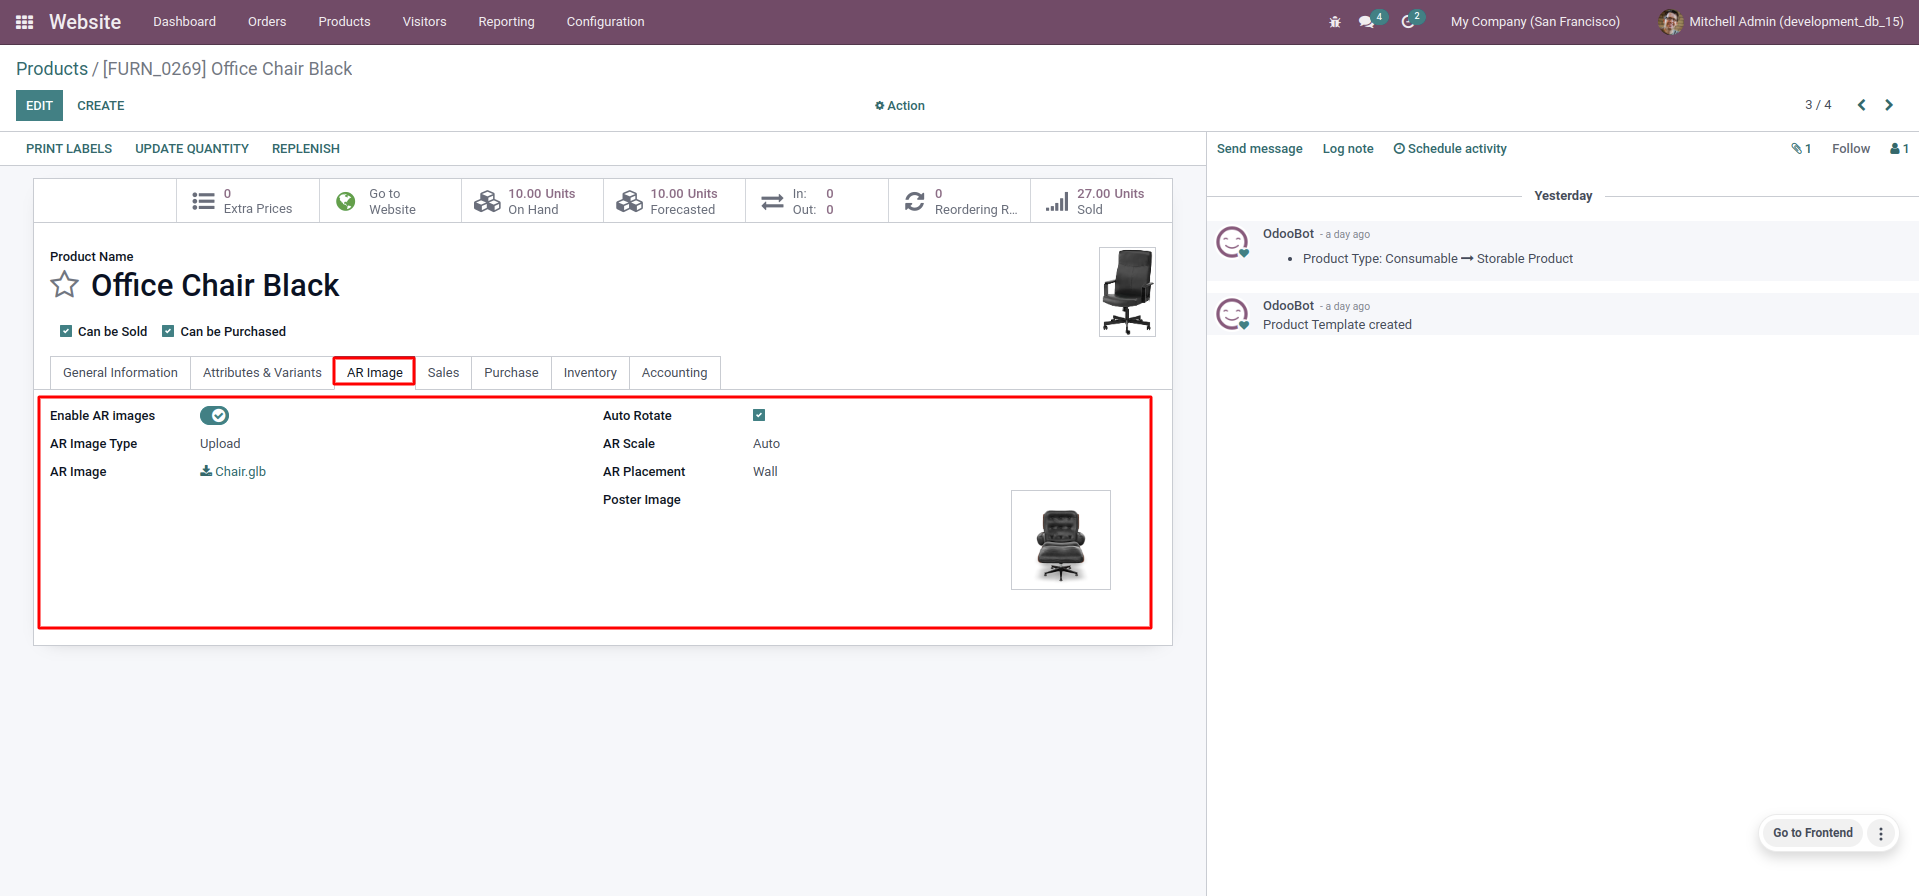 Website Dashboard Orders Products Visitors Reporting Configuration 4 2 My Company (San Francisco) Mitchell Admin (development_db_15)
Products / [FURN_0269] Office Chair Black
EDIT CREATE Action 3 / 4
PRINT LABELS UPDATE QUANTITY REPLENISH
0 Extra Prices
Go to Website
10.00 Units On Hand
10.00 Units Forecasted
In: 0
Out: 0
0 Reordering R...
27.00 Units Sold
Product Name
Office Chair Black
Can be Sold Can be Purchased
General Information Attributes & Variants AR Image Sales Purchase Inventory Accounting
Enable AR images
AR Image Type Upload
AR Image Chair.glb
Auto Rotate
AR Scale Auto
AR Placement Wall
Poster Image
Send message Log note Schedule activity 1 Follow 1
Yesterday
OdooBot - a day ago
• Product Type: Consumable → Storable Product
OdooBot - a day ago
Product Template created
Go to Frontend